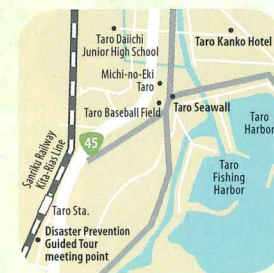 Taro Daiichi
Junior High School
Taro Kanko Hotel
Michi-no-Eki
Taro
Taro Baseball Field
Taro Seawall
Taro
Harbor
45
Sanriku Railway
Kita-Rias Line
Taro
Fishing
Harbor
Taro Sta.
Disaster Prevention
Guided Tour
meeting point